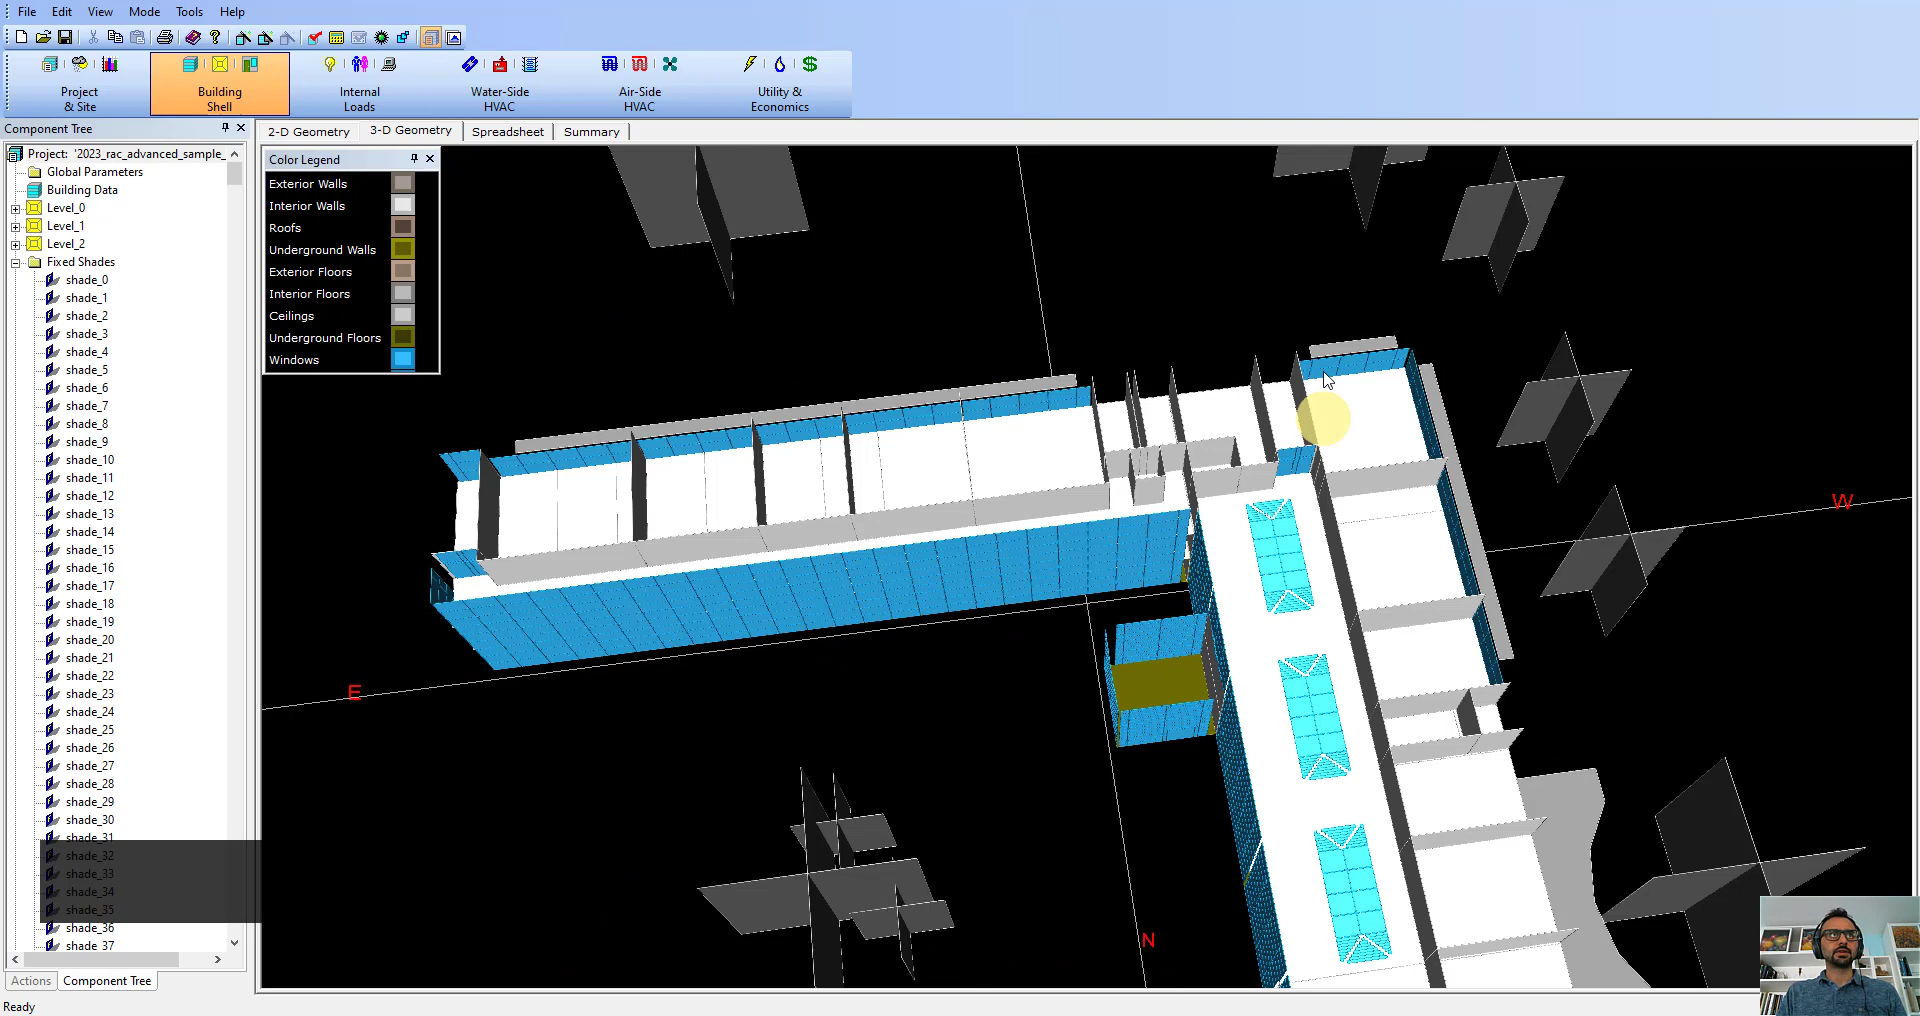 File Edit View Mode Tools Help
Project & Site
Building Shell
Internal Loads
Water-Side HVAC
Air-Side HVAC
Utility & Economics
Component Tree
2-D Geometry 3-D Geometry Spreadsheet Summary
Project: '2023_rac_advanced_sample_
Global Parameters
Building Data
Level_0
Level_1
Level_2
Fixed Shades
shade_0
shade_1
shade_2
shade_3
shade_4
shade_5
shade_6
shade_7
shade_8
shade_9
shade_10
shade_11
shade_12
shade_13
shade_14
shade_15
shade_16
shade_17
shade_18
shade_19
shade_20
shade_21
shade_22
shade_23
shade_24
shade_25
shade_26
shade_27
shade_28
shade_29
shade_30
shade_31
shade_32
shade_33
shade_34
shade_35
shade_36
shade_37
Actions Component Tree
Ready
Color Legend
Exterior Walls
Interior Walls
Roofs
Underground Walls
Exterior Floors
Interior Floors
Ceilings
Underground Floors
Windows
W
E
N